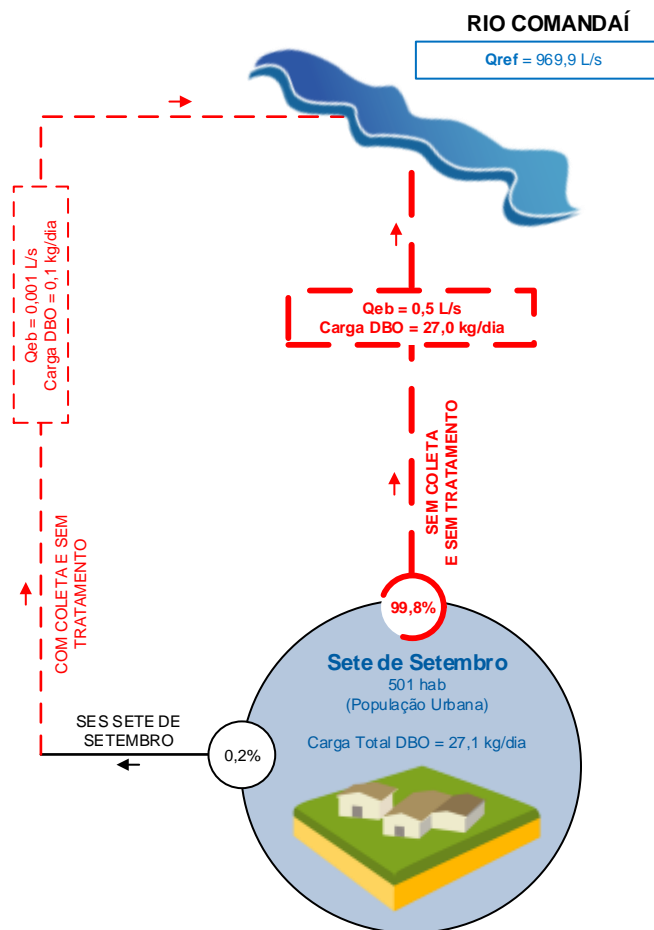 RIO COMANDAÍ
Qref = 969,9 L/s
Qeb = 0,001 L/s
Carga DBO = 0,1 kg/dia
Qeb = 0,5 L/s
Carga DBO = 27,0 kg/dia
SEM COLETA
E SEM TRATAMENTO
COM COLETA E SEM
TRATAMENTO
99,8%
Sete de Setembro
501 hab
(População Urbana)
Carga Total DBO = 27,1 kg/dia
SES SETE DE
SETEMBRO
0,2%